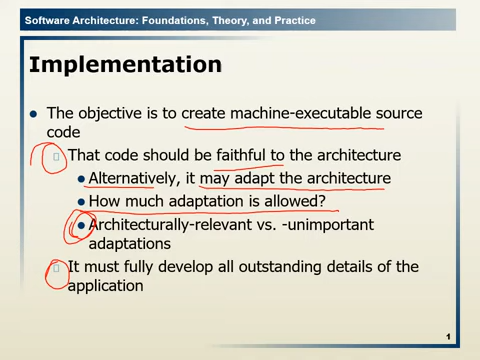 Software Architecture: Foundations, Theory, and Practice
Implementation
The objective is to create machine-executable source
code
That code should be faithful to the architecture
Alternatively, it may adapt the architecture
How much adaptation is allowed?
Architecturally-relevant vs. -unimportant
adaptations
It must fully develop all outstanding details of the
application
1